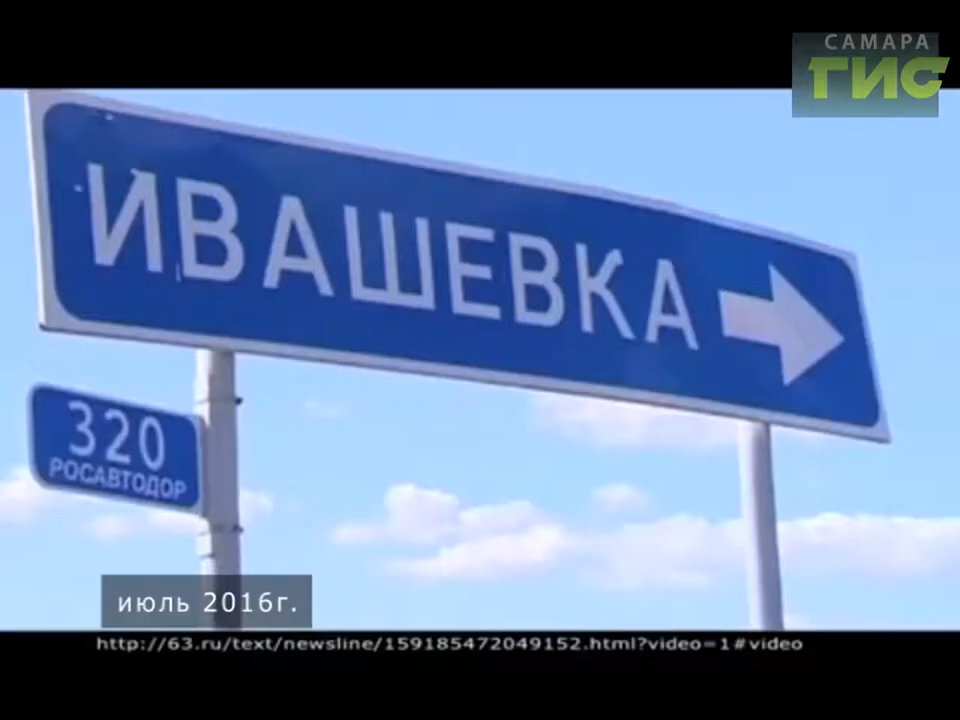 САМАРА
ГИС
ИВАШЕВКА
320
РОСАВТОДОР
июль 2016г.
http://63.ru/text/newsline/159185472049152.html?video=1#video